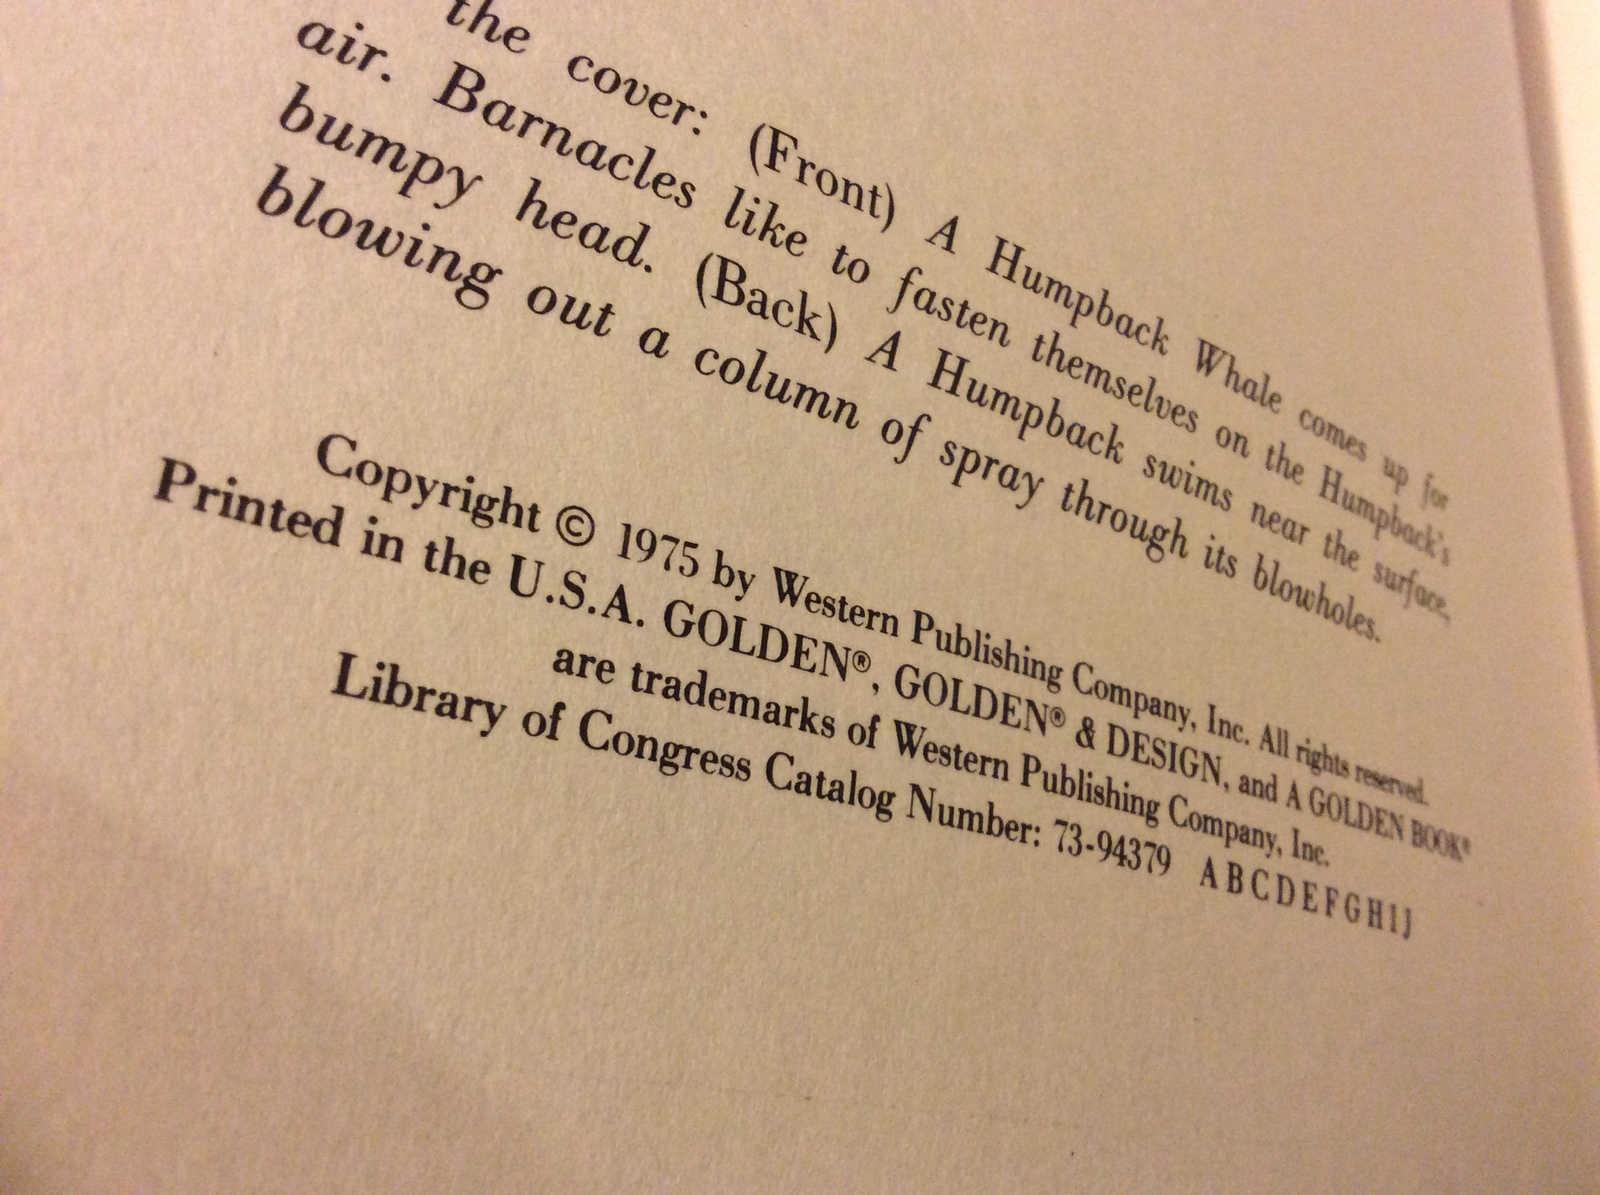 the cover: (Front) A Humpback Whale comes up for
air. Barnacles like to fasten themselves on the Humpback's
bumpy head. (Back) A Humpback swims near the surface,
blowing out a column of spray through its blowholes.
Copyright © 1975 by Western Publishing Company, Inc. All rights reserved.
Printed in the U.S.A. GOLDEN®, GOLDEN® & DESIGN, and A GOLDEN BOOK®
are trademarks of Western Publishing Company, Inc.
Library of Congress Catalog Number: 73-94379 A B C D E F G H I J